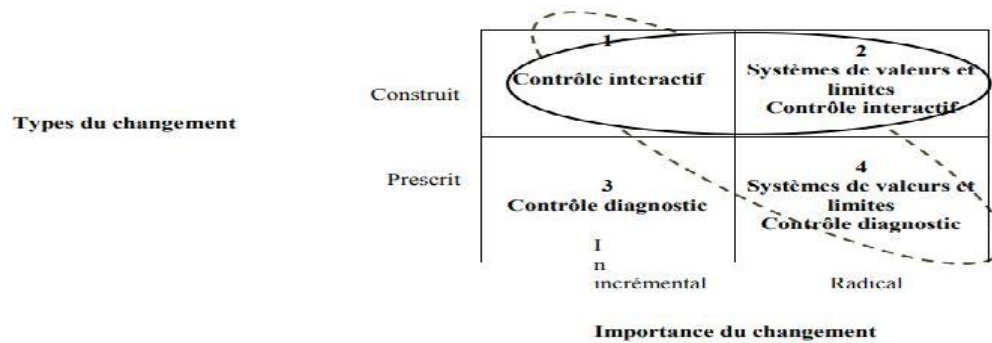 1
Contrôle interactif
2
Systèmes de valeurs et
limites
Contrôle interactif
Construit
Types du changement
Prescrit
3
Contrôle diagnostic
4
Systèmes de valeurs et
limites
Contrôle diagnostic
I
n
incrémental
Radical
Importance du changement